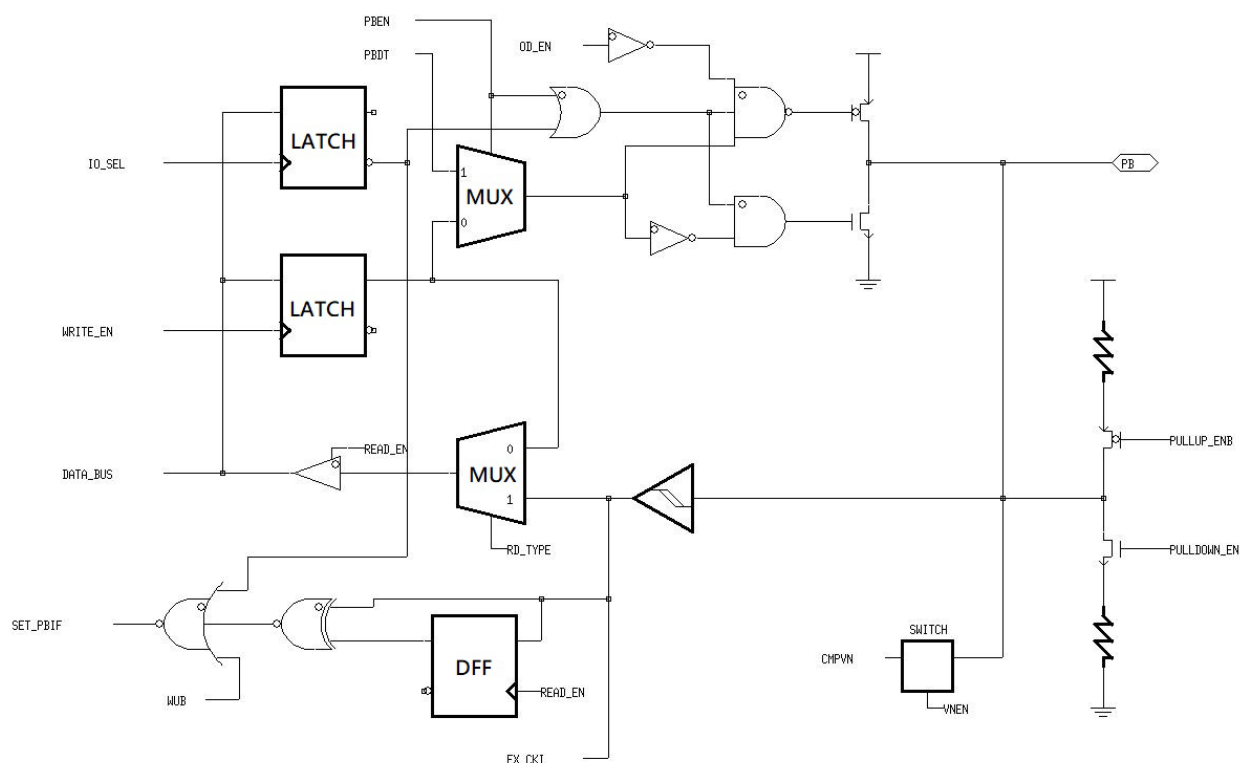 PBEN
OD_EN
PBDT
LATCH
IO_SEL
1
MUX
0
PB
LATCH
WRITE_EN
READ_EN
0
MUX
1
DATA_BUS
PULLUP_ENB
RD_TYPE
PULLDOWN_EN
SET_PBIF
SWITCH
DFF
CMPVN
WUB
READ_EN
VNEN
EX_CKI